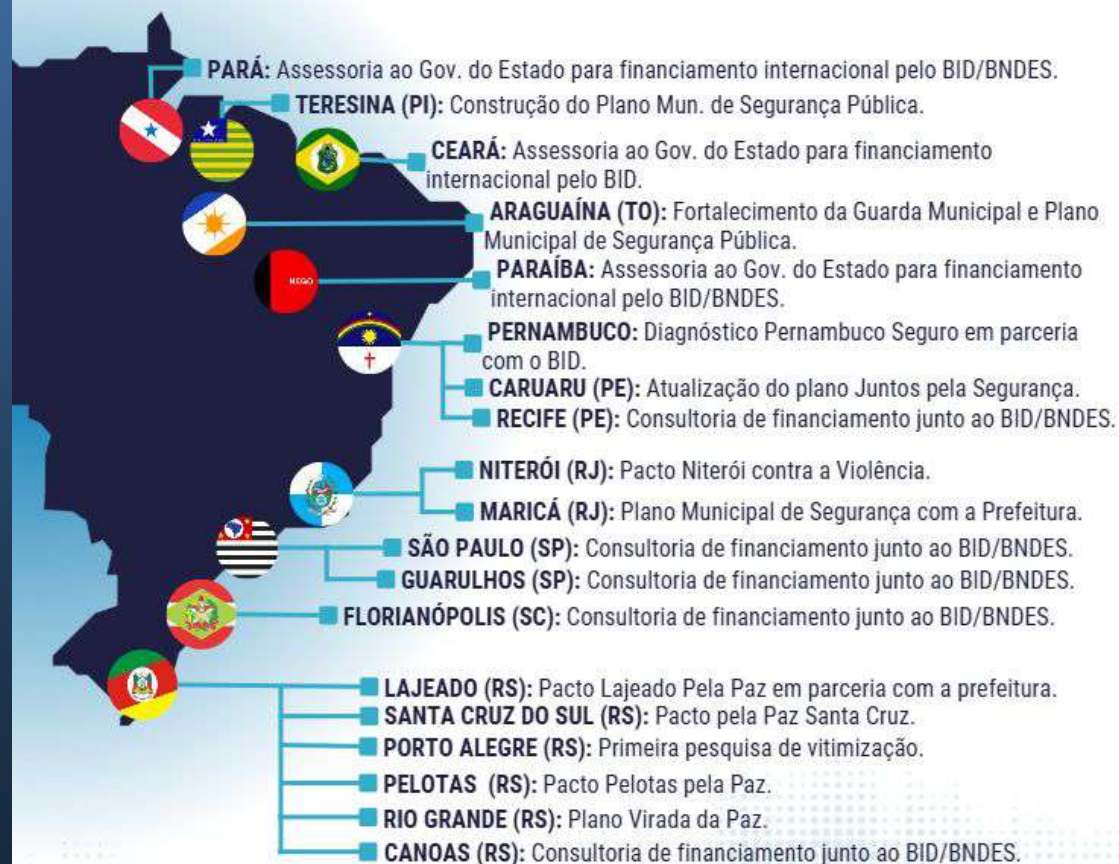 PARÁ: Assessoria ao Gov. do Estado para financiamento internacional pelo BID/BNDES.
TERESINA (PI): Construção do Plano Mun. de Segurança Pública.
CEARÁ: Assessoria ao Gov. do Estado para financiamento
internacional pelo BID.
ARAGUAÍNA (TO): Fortalecimento da Guarda Municipal e Plano
Municipal de Segurança Pública.
NEGO
PARAÍBA: Assessoria ao Gov. do Estado para financiamento
internacional pelo BID/BNDES.
PERNAMBUCO: Diagnóstico Pernambuco Seguro em parceria
com o BID.
CARUARU (PE): Atualização do plano Juntos pela Segurança.
RECIFE (PE): Consultoria de financiamento junto ao BID/BNDES.
NITERÓI (RJ): Pacto Niterói contra a Violência.
MARICÁ (RJ): Plano Municipal de Segurança com a Prefeitura.
SÃO PAULO (SP): Consultoria de financiamento junto ao BID/BNDES.
GUARULHOS (SP): Consultoria de financiamento junto ao BID/BNDES.
FLORIANÓPOLIS (SC): Consultoria de financiamento junto ao BID/BNDES.
LAJEADO (RS): Pacto Lajeado Pela Paz em parceria com a prefeitura.
SANTA CRUZ DO SUL (RS): Pacto pela Paz Santa Cruz.
PORTO ALEGRE (RS): Primeira pesquisa de vitimização.
PELOTAS (RS): Pacto Pelotas pela Paz.
RIO GRANDE (RS): Plano Virada da Paz.
CANOAS (RS): Consultoria de financiamento junto ao BID/BNDES.